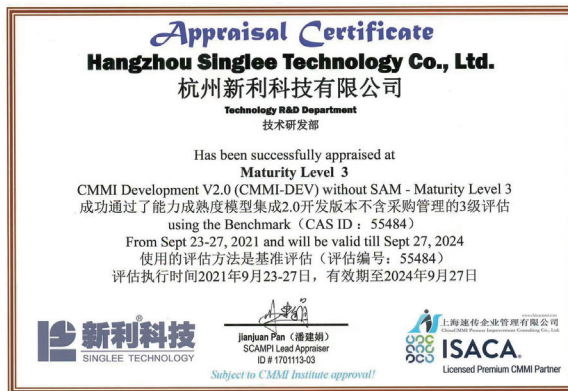 Appraisal Certificate
Hangzhou Singlee Technology Co., Ltd.
杭州新利科技有限公司
Technology R&D Department
技术研发部
Has been successfully appraised at
Maturity Level 3
CMMI Development V2.0 (CMMI-DEV) without SAM - Maturity Level 3
成功通过了能力成熟度模型集成2.0开发版本不含采购管理的3级评估
using the Benchmark（CAS ID：55484）
From Sept 23-27, 2021 and will be valid till Sept 27, 2024
使用的评估方法是基准评估（评估编号：55484）
评估执行时间2021年9月23-27日，有效期至2024年9月27日
新利科技
SINGLEE TECHNOLOGY
jianjuan Pan（潘建娟）
SCAMPI Lead Appraiser
ID # 1701113-03
Subject to CMMI Institute approval!
上海速传企业管理有限公司
ChinaCMMI Process Improvement Consulting Co., Ltd.
ISACA.
Licensed Premium CMMI Partner